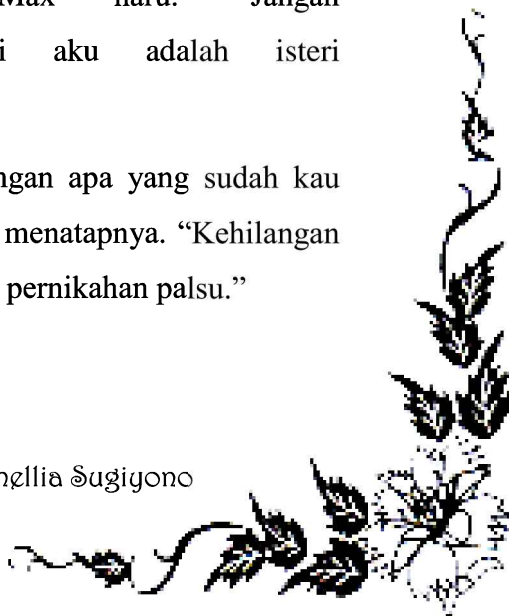 Max haru. "Jangan
i aku adalah isteri
ngan apa yang sudah kau
menatapnya. “Kehilangan
pernikahan palsu.”
nellia Sugiyono